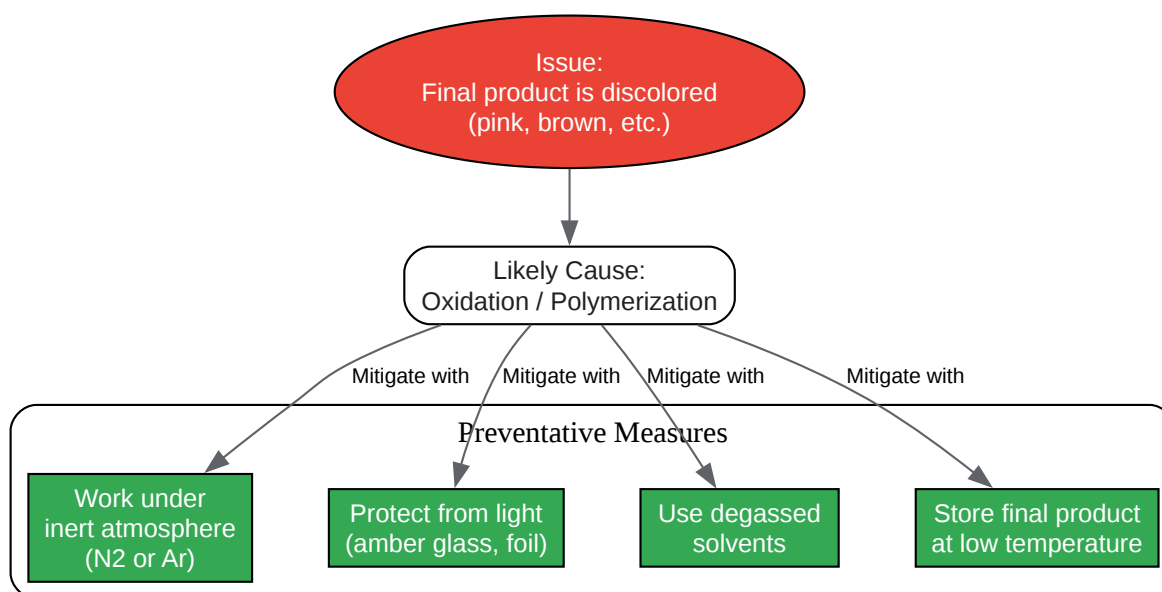 Issue:
Final product is discolored
(pink, brown, etc.)
Likely Cause:
Oxidation / Polymerization
Mitigate with
Mitigate with
Mitigate with
Mitigate with
Preventative Measures
Work under
inert atmosphere
(N2 or Ar)
Protect from light
(amber glass, foil)
Use degassed
solvents
Store final product
at low temperature